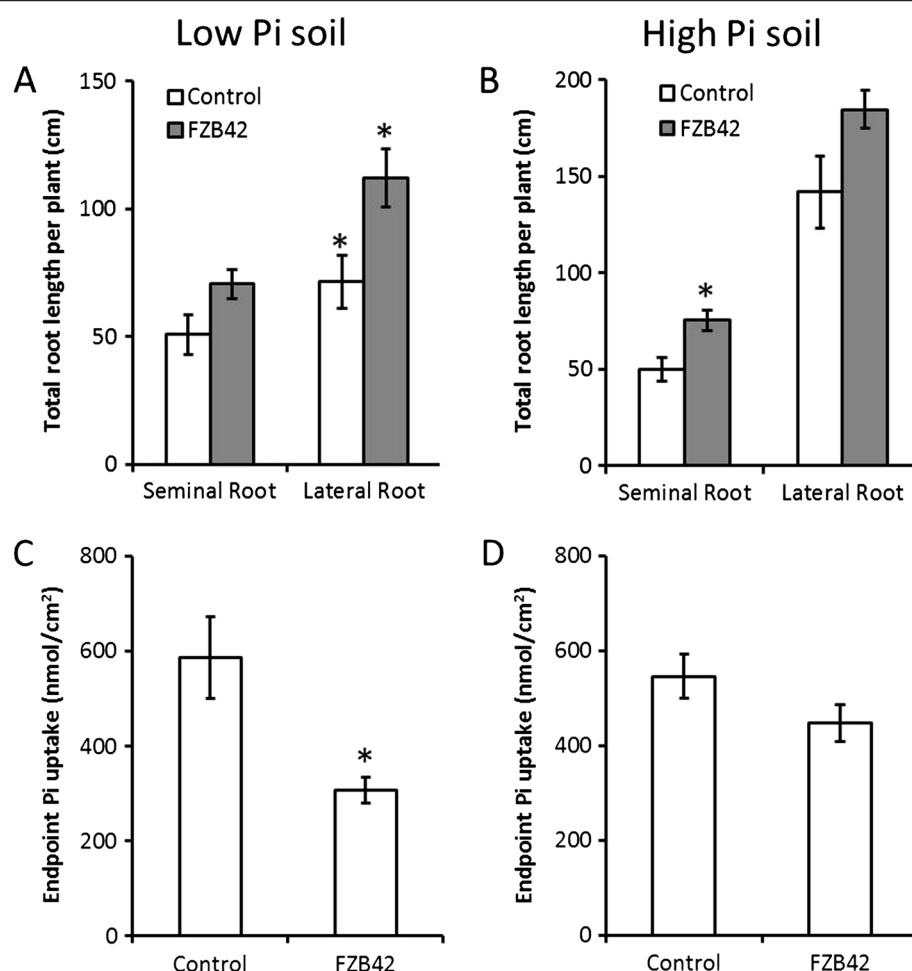 Low Pi soil
High Pi soil
A
Total root length per plant (cm)
150
100
50
0
Control
FZB42
*
*
Seminal Root
Lateral Root
B
Total root length per plant (cm)
200
150
100
50
0
Control
FZB42
*
Seminal Root
Lateral Root
C
Endpoint Pi uptake (nmol/cm²)
800
600
400
200
0
*
Control
FZB42
D
Endpoint Pi uptake (nmol/cm²)
800
600
400
200
0
Control
FZB42